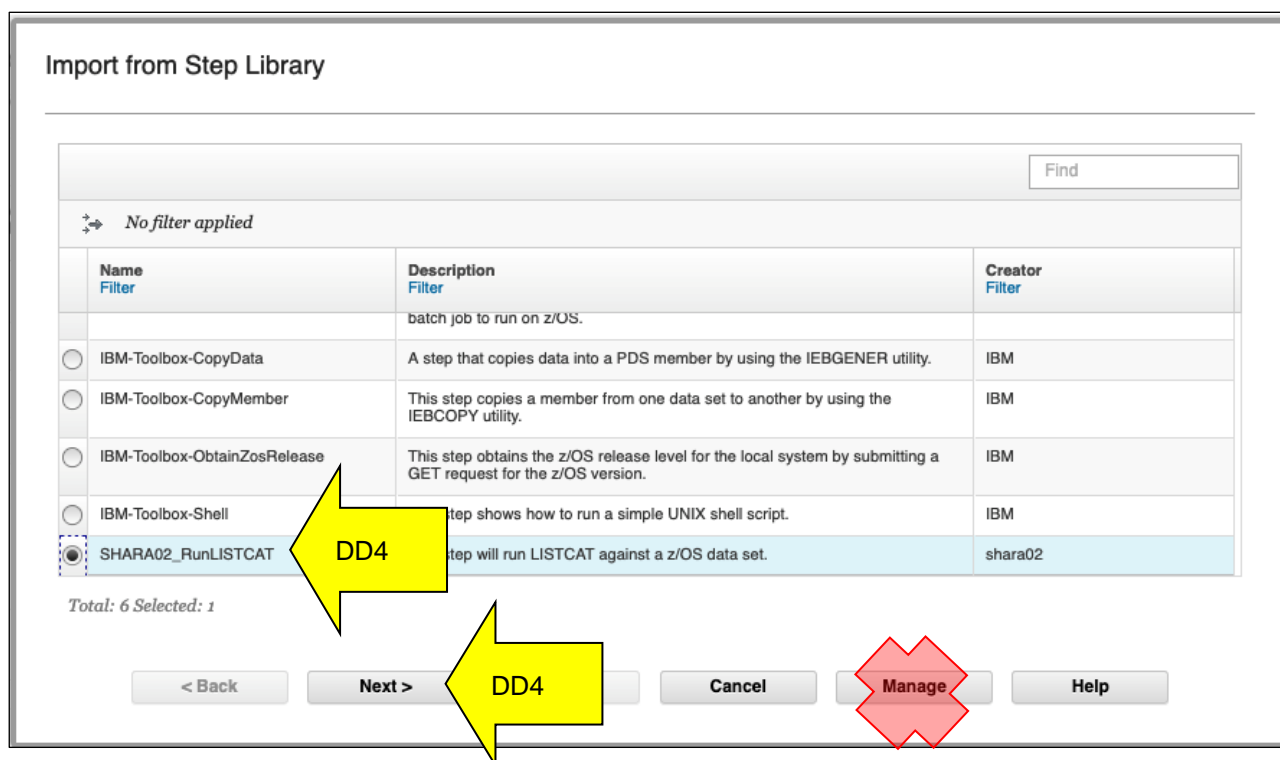 Import from Step Library
Find
No filter applied
Name Description Creator
Filter Filter Filter
batch job to run on z/OS.
IBM-Toolbox-CopyData A step that copies data into a PDS member by using the IEBGENER utility. IBM
IBM-Toolbox-CopyMember This step copies a member from one data set to another by using the IBM
IEBCOPY utility.
IBM-Toolbox-ObtainZosRelease This step obtains the z/OS release level for the local system by submitting a IBM
GET request for the z/OS version.
IBM-Toolbox-Shell step shows how to run a simple UNIX shell script. IBM
SHARA02_RunLISTCAT DD4 step will run LISTCAT against a z/OS data set. shara02
Total: 6 Selected: 1
< Back Next > DD4 Cancel Manage Help